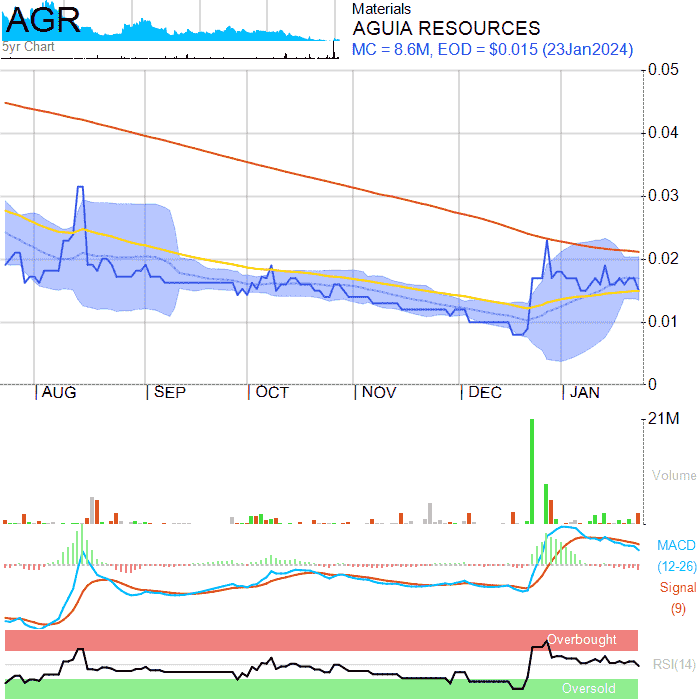 AGR
5yr Chart
Materials
AGUIA RESOURCES
MC = 8.6M, EOD = $0.015 (23Jan2024)
0.05
0.04
0.03
0.02
0.01
0
AUG SEP OCT NOV DEC JAN
21M
Volume
MACD
(12-26)
Signal
(9)
Overbought
RSI(14)
Oversold